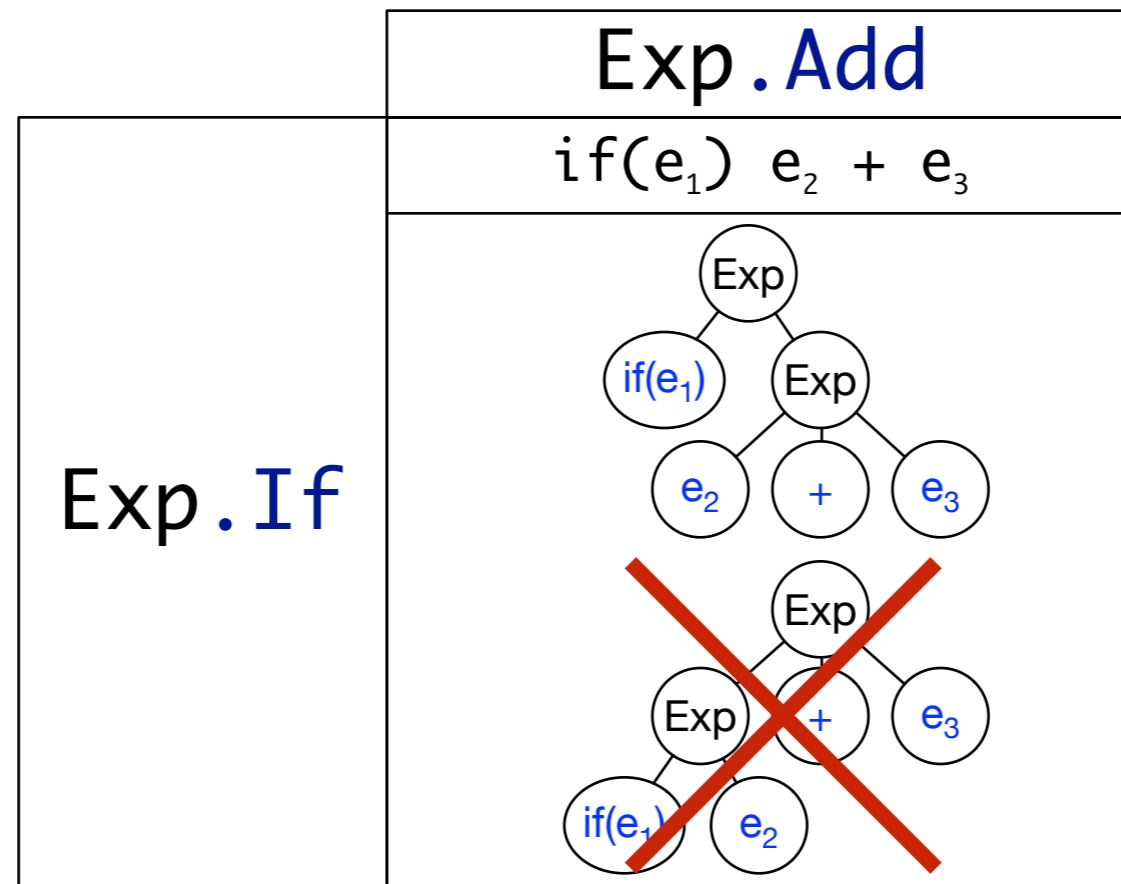 Exp.Add
if(e₁) e₂ + e₃
Exp
if(e₁) Exp
e₂ + e₃
Exp.If
Exp
Exp + e₃
if(e₁) e₂